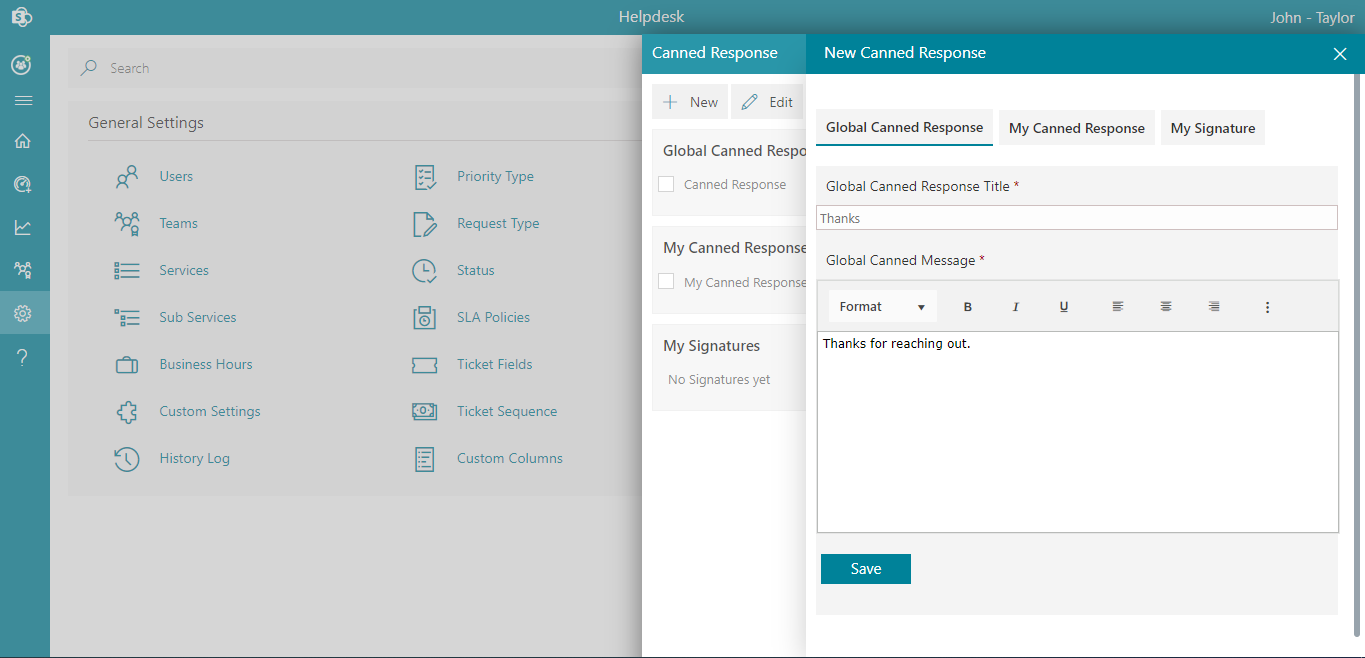 Helpdesk
John - Taylor
Search
General Settings
Users
Priority Type
Teams
Request Type
Services
Status
Sub Services
SLA Policies
Business Hours
Ticket Fields
Custom Settings
Ticket Sequence
History Log
Custom Columns
Canned Response
New
Edit
Global Canned Respo
Canned Response
My Canned Response
My Canned Response
My Signatures
No Signatures yet
New Canned Response
Global Canned Response
My Canned Response
My Signature
Global Canned Response Title *
Thanks
Global Canned Message *
Format
B
I
U
Thanks for reaching out.
Save